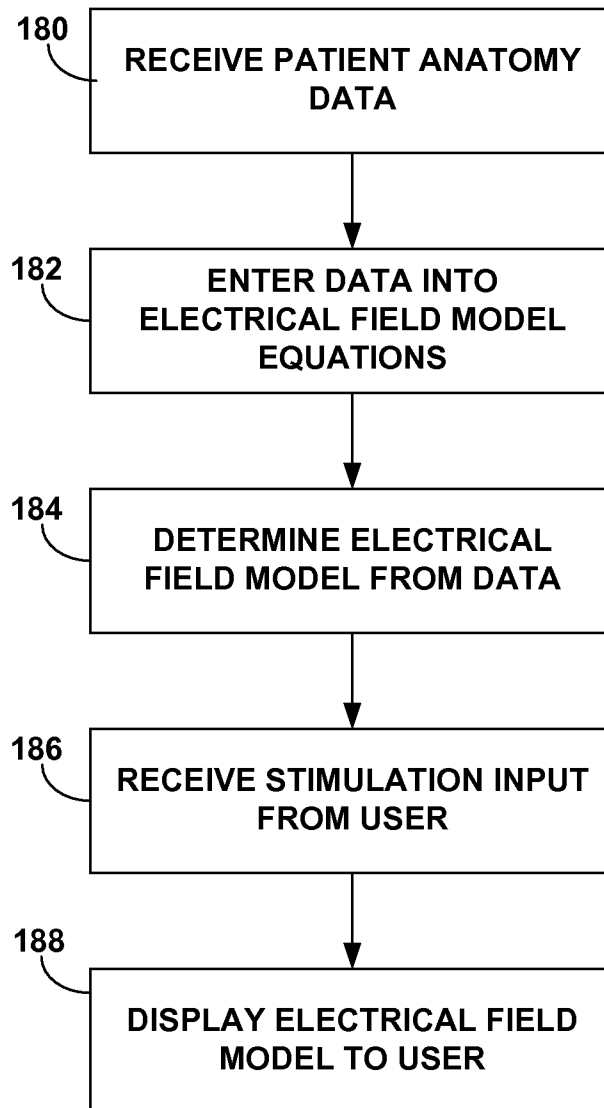 180
RECEIVE PATIENT ANATOMY
DATA
182
ENTER DATA INTO
ELECTRICAL FIELD MODEL
EQUATIONS
184
DETERMINE ELECTRICAL
FIELD MODEL FROM DATA
186
RECEIVE STIMULATION INPUT
FROM USER
188
DISPLAY ELECTRICAL FIELD
MODEL TO USER